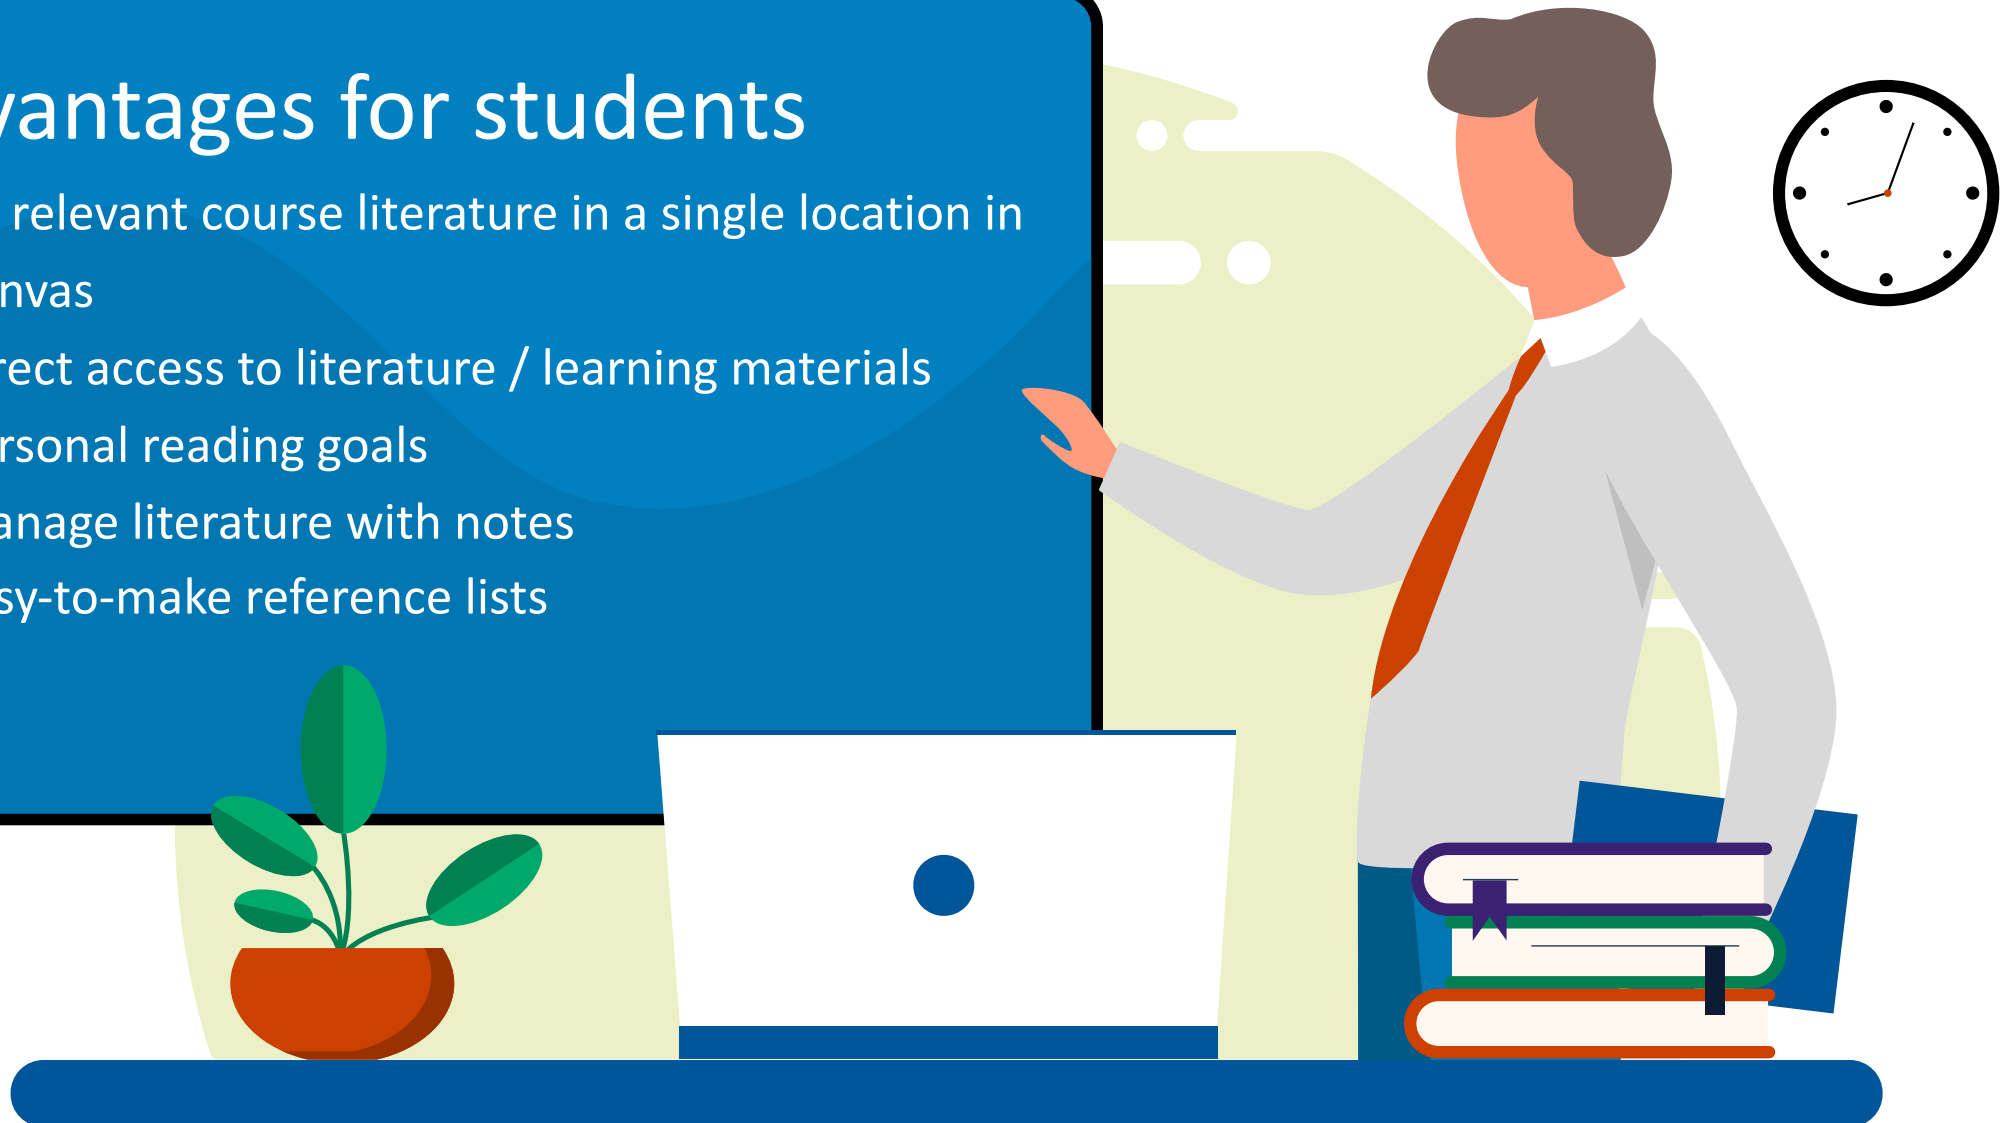 vantages for students
relevant course literature in a single location in
nvas
rect access to literature / learning materials
rsonal reading goals
anage literature with notes
sy-to-make reference lists